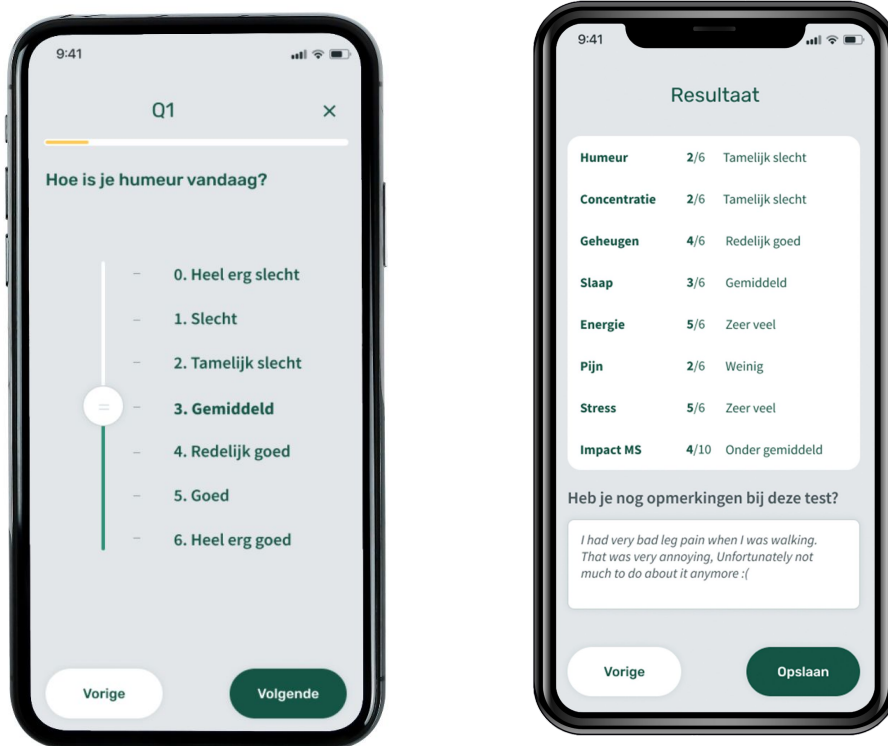 9:41
Q1
Hoe is je humeur vandaag?
0. Heel erg slecht
1. Slecht
2. Tamelijk slecht
3. Gemiddeld
4. Redelijk goed
5. Goed
6. Heel erg goed
Vorige
Volgende
9:41
Resultaat
Humeur 2/6 Tamelijk slecht
Concentratie 2/6 Tamelijk slecht
Geheugen 4/6 Redelijk goed
Slaap 3/6 Gemiddeld
Energie 5/6 Zeer veel
Pijn 2/6 Weinig
Stress 5/6 Zeer veel
Impact MS 4/10 Onder gemiddeld
Heb je nog opmerkingen bij deze test?
I had very bad leg pain when I was walking.
That was very annoying, Unfortunately not
much to do about it anymore :(
Vorige
Opslaan